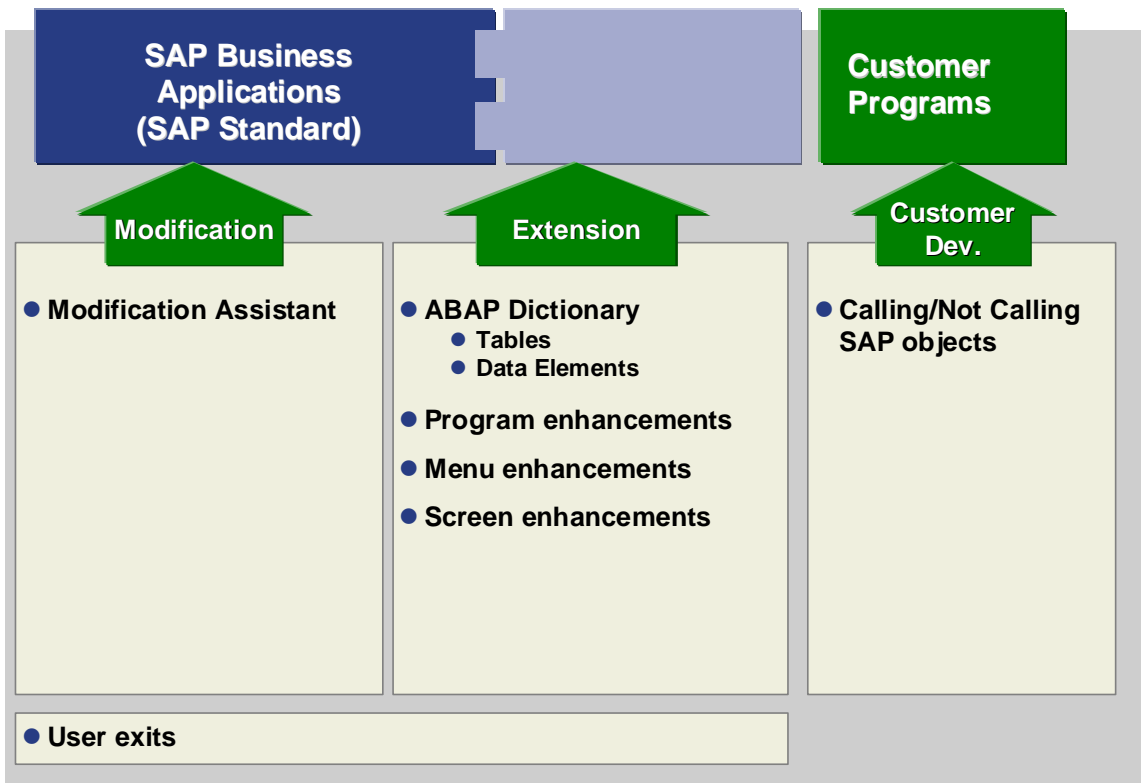 SAP Business
Applications
(SAP Standard)
Customer
Programs
Modification
Extension
Customer
Dev.
Modification Assistant
ABAP Dictionary
Tables
Data Elements
Program enhancements
Menu enhancements
Screen enhancements
Calling/Not Calling
SAP objects
User exits